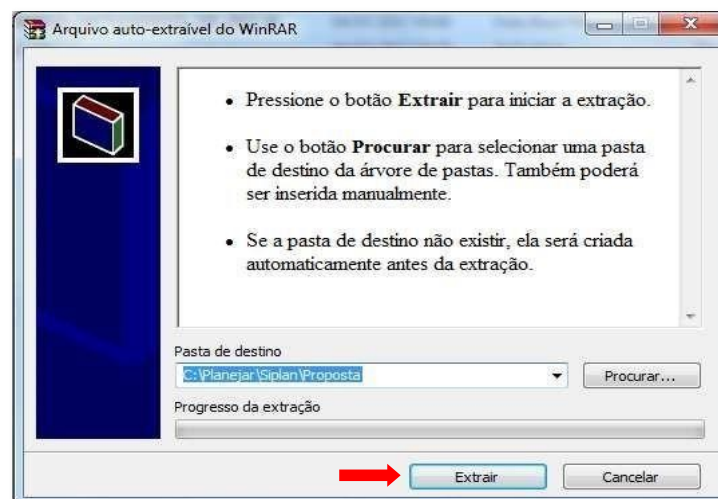 Arquivo auto-extraível do WinRAR
• Pressione o botão Extrair para iniciar a extração.
• Use o botão Procurar para selecionar uma pasta
de destino da árvore de pastas. Também poderá
ser inserida manualmente.
• Se a pasta de destino não existir, ela será criada
automaticamente antes da extração.
Pasta de destino
C:\Planejar\Siplan\Proposta
Procurar...
Progresso da extração
Extrair
Cancelar